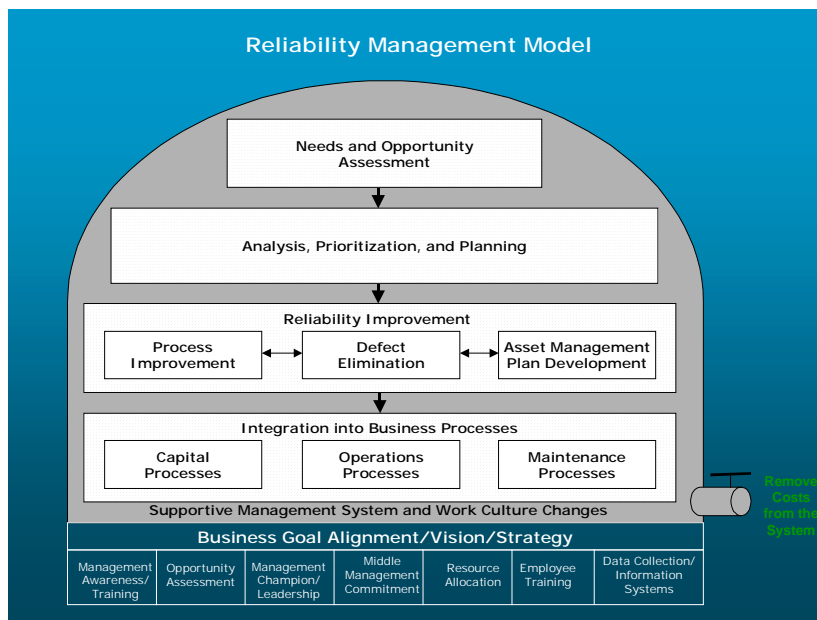 Reliability Management Model
Needs and Opportunity
Assessment
Analysis, Prioritization, and Planning
Reliability Improvement
Process
Improvement
Defect
Elimination
Asset Management
Plan Development
Integration into Business Processes
Capital
Processes
Operations
Processes
Maintenance
Processes
Supportive Management System and Work Culture Changes
Remove
Costs
from the
System
Business Goal Alignment/Vision/Strategy
Management
Awareness/
Training
Opportunity
Assessment
Management
Champion/
Leadership
Middle
Management
Commitment
Resource
Allocation
Employee
Training
Data Collection/
Information
Systems